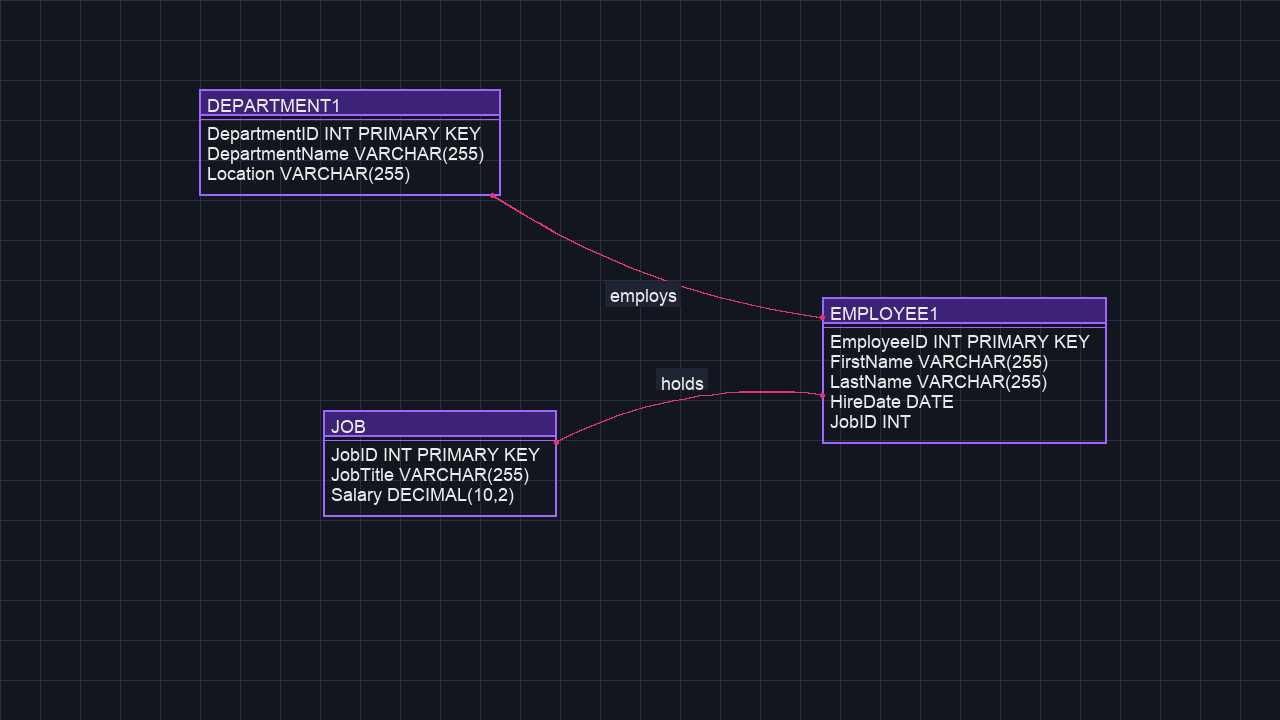 DEPARTMENT1
DepartmentID INT PRIMARY KEY
DepartmentName VARCHAR(255)
Location VARCHAR(255)
employs
EMPLOYEE1
EmployeeID INT PRIMARY KEY
FirstName VARCHAR(255)
LastName VARCHAR(255)
HireDate DATE
JobID INT
holds
JOB
JobID INT PRIMARY KEY
JobTitle VARCHAR(255)
Salary DECIMAL(10,2)